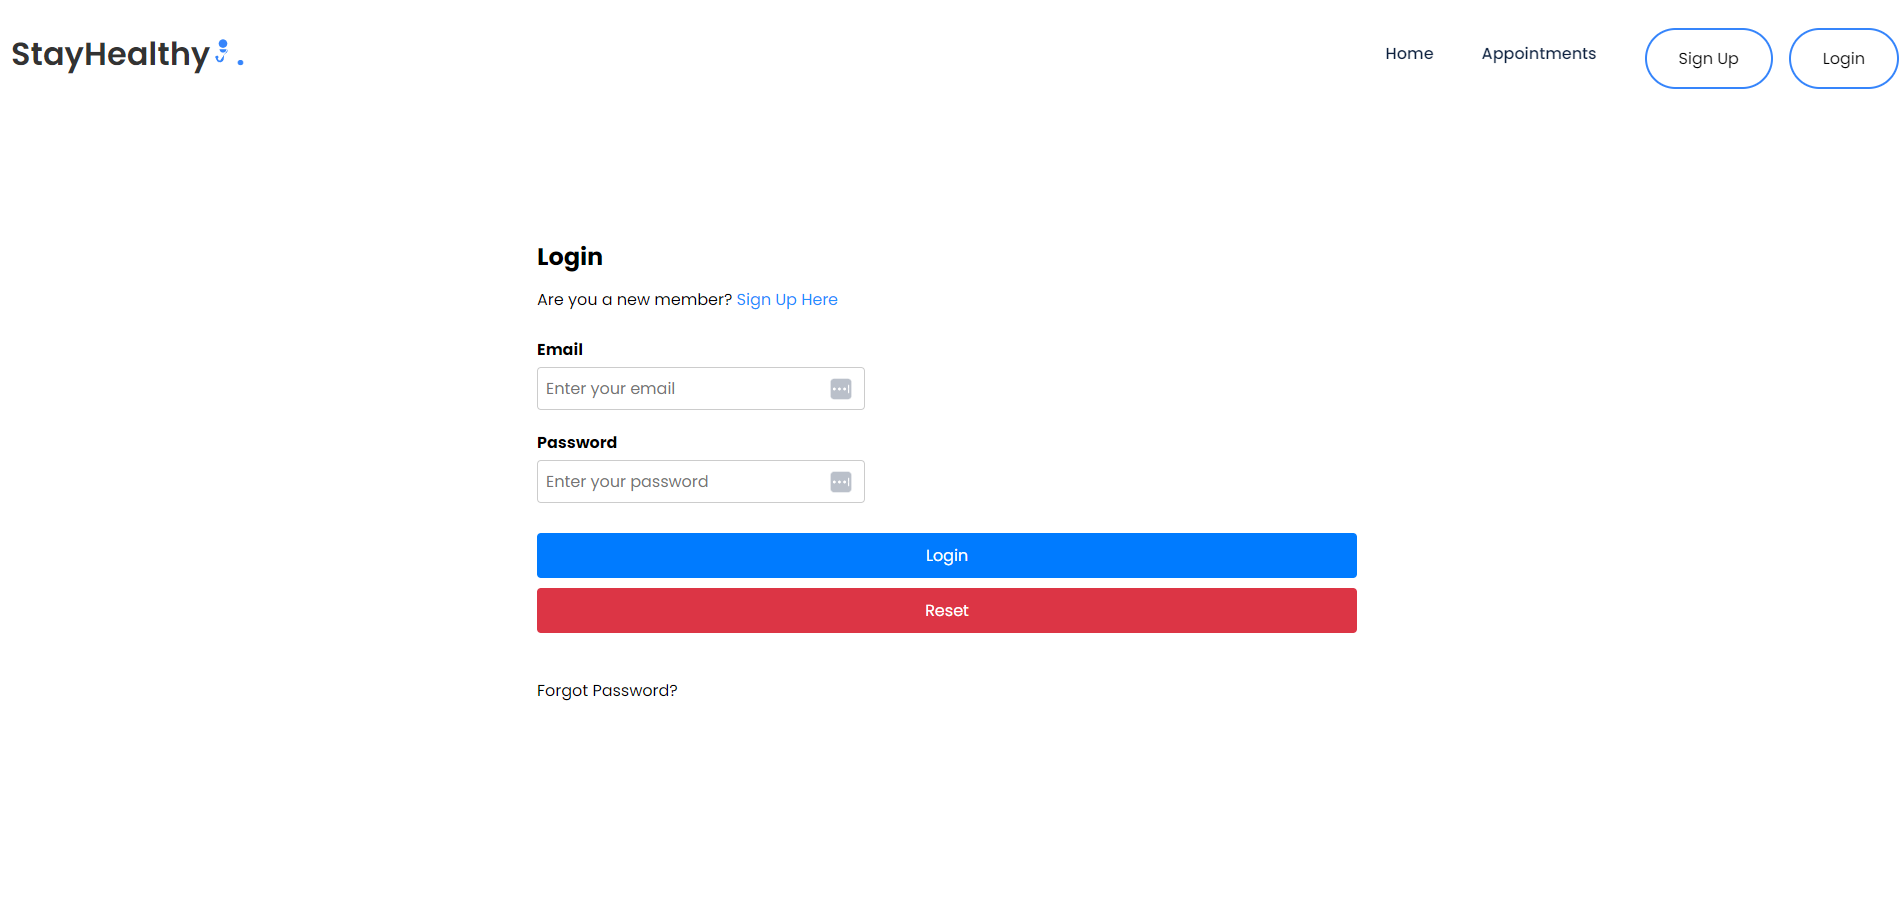 StayHealthy.
Home Appointments Sign Up Login
Login
Are you a new member? Sign Up Here
Email
Enter your email
Password
Enter your password
Login
Reset
Forgot Password?